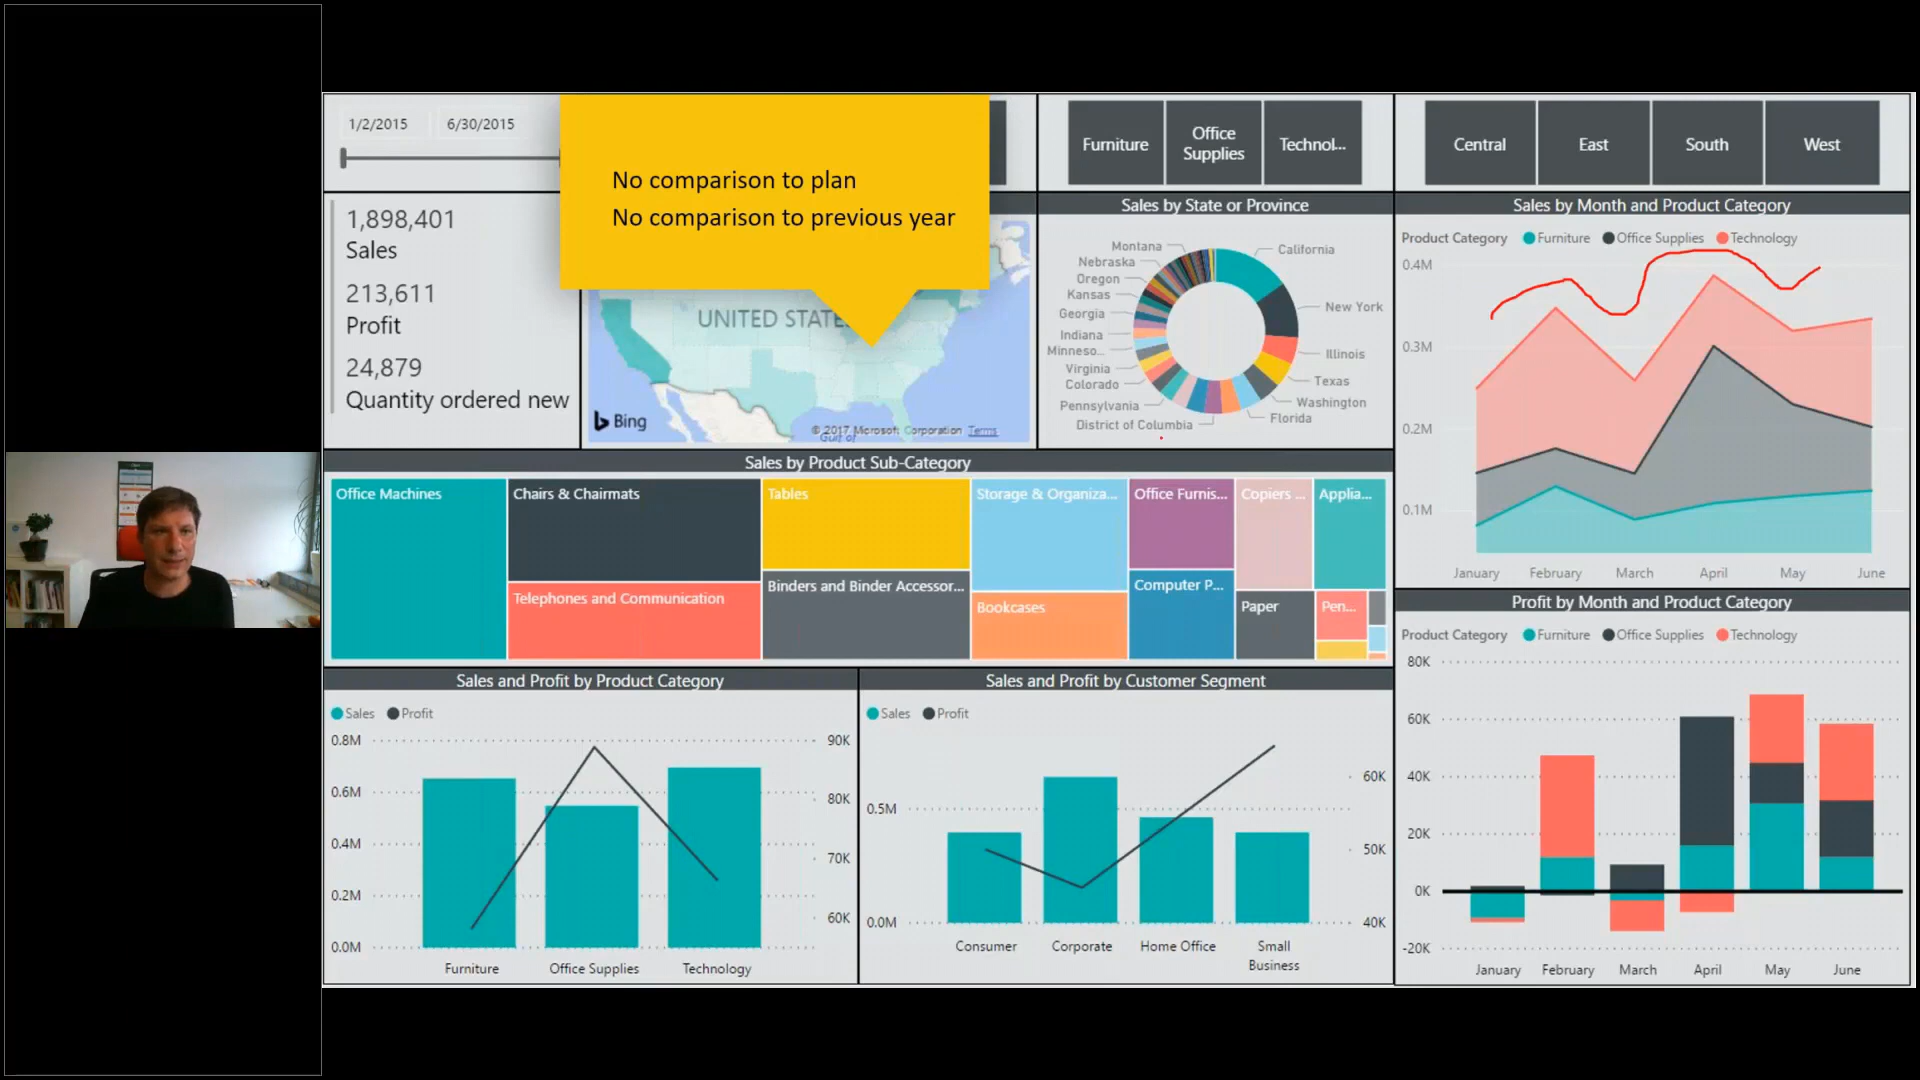 1/2/2015
6/30/2015
No comparison to plan
No comparison to previous year
Furniture
Office
Supplies
Technol...
Central
East
South
West
1,898,401
Sales
213,611
Profit
24,879
Quantity ordered new
UNITED STATE
Bing
© 2017 Microsoft Corporation Terms
Gulf of
Sales by State or Province
Montana
Nebraska
Oregon
Kansas
Georgia
Indiana
Minneso...
Virginia
Colorado
Pennsylvania
District of Columbia
California
New York
Illinois
Texas
Washington
Florida
Sales by Month and Product Category
Product Category Furniture Office Supplies Technology
0.4M
0.3M
0.2M
0.1M
January February March April May June
Sales by Product Sub-Category
Office Machines
Chairs & Chairmats
Telephones and Communication
Tables
Binders and Binder Accessor...
Storage & Organiza...
Bookcases
Office Furnis...
Computer P...
Copiers ...
Applia...
Paper
Pen...
Sales and Profit by Product Category
Sales Profit
0.8M
0.6M
0.4M
0.2M
0.0M
90K
80K
70K
60K
Furniture Office Supplies Technology
Sales and Profit by Customer Segment
Sales Profit
0.5M
0.0M
60K
50K
40K
Consumer Corporate Home Office Small
Business
Profit by Month and Product Category
Product Category Furniture Office Supplies Technology
80K
60K
40K
20K
0K
-20K
January February March April May June